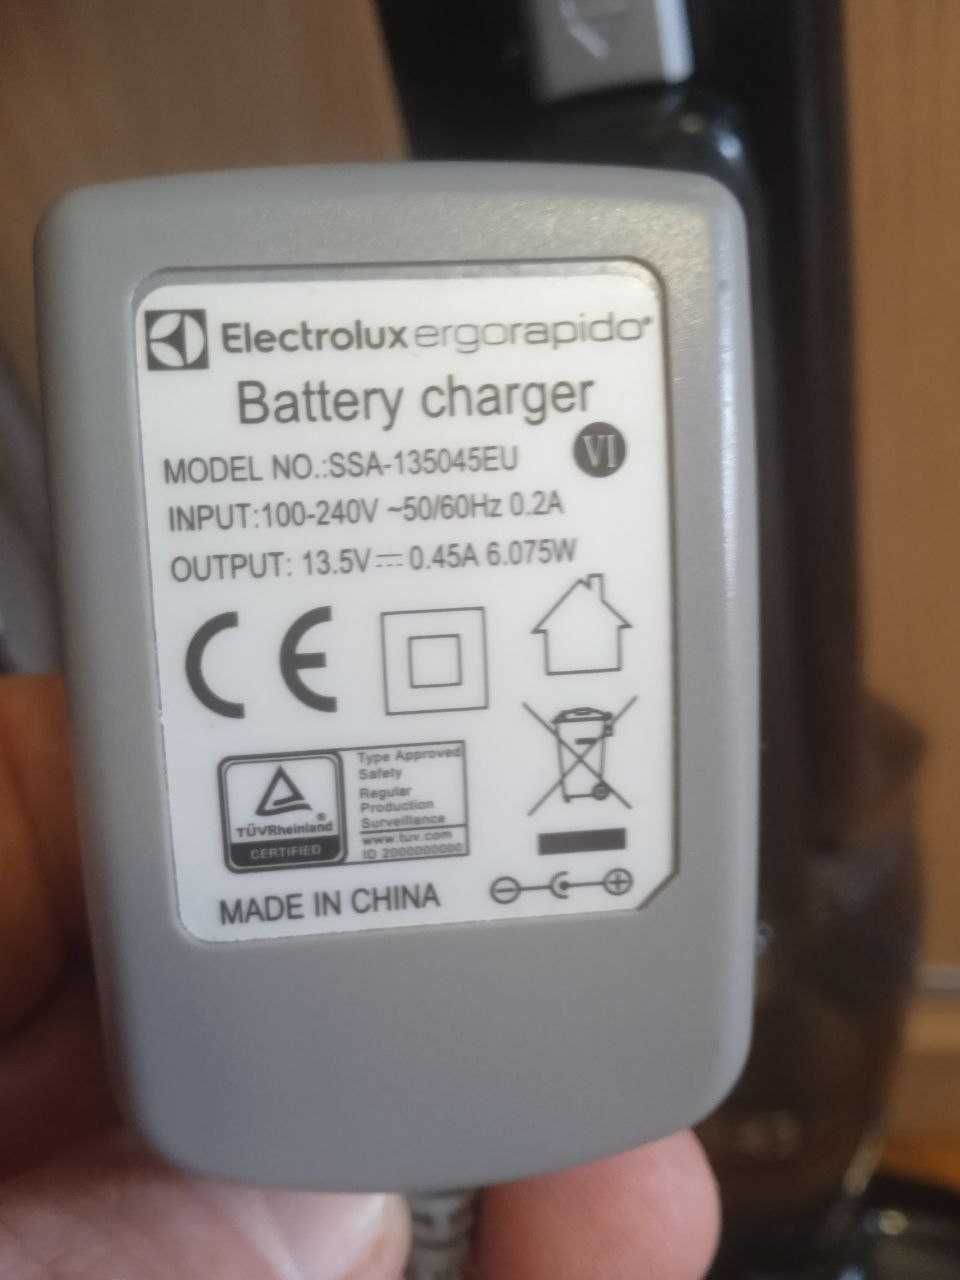 Electrolux ergorapido®
Battery charger
MODEL NO.:SSA-135045EU VI
INPUT:100-240V ~50/60Hz 0.2A
OUTPUT: 13.5V⎓0.45A 6.075W
CE
TÜVRheinland®
CERTIFIED
Type Approved
Safety
Regular
Production
Surveillance
www.tuv.com
ID 2000000000
MADE IN CHINA